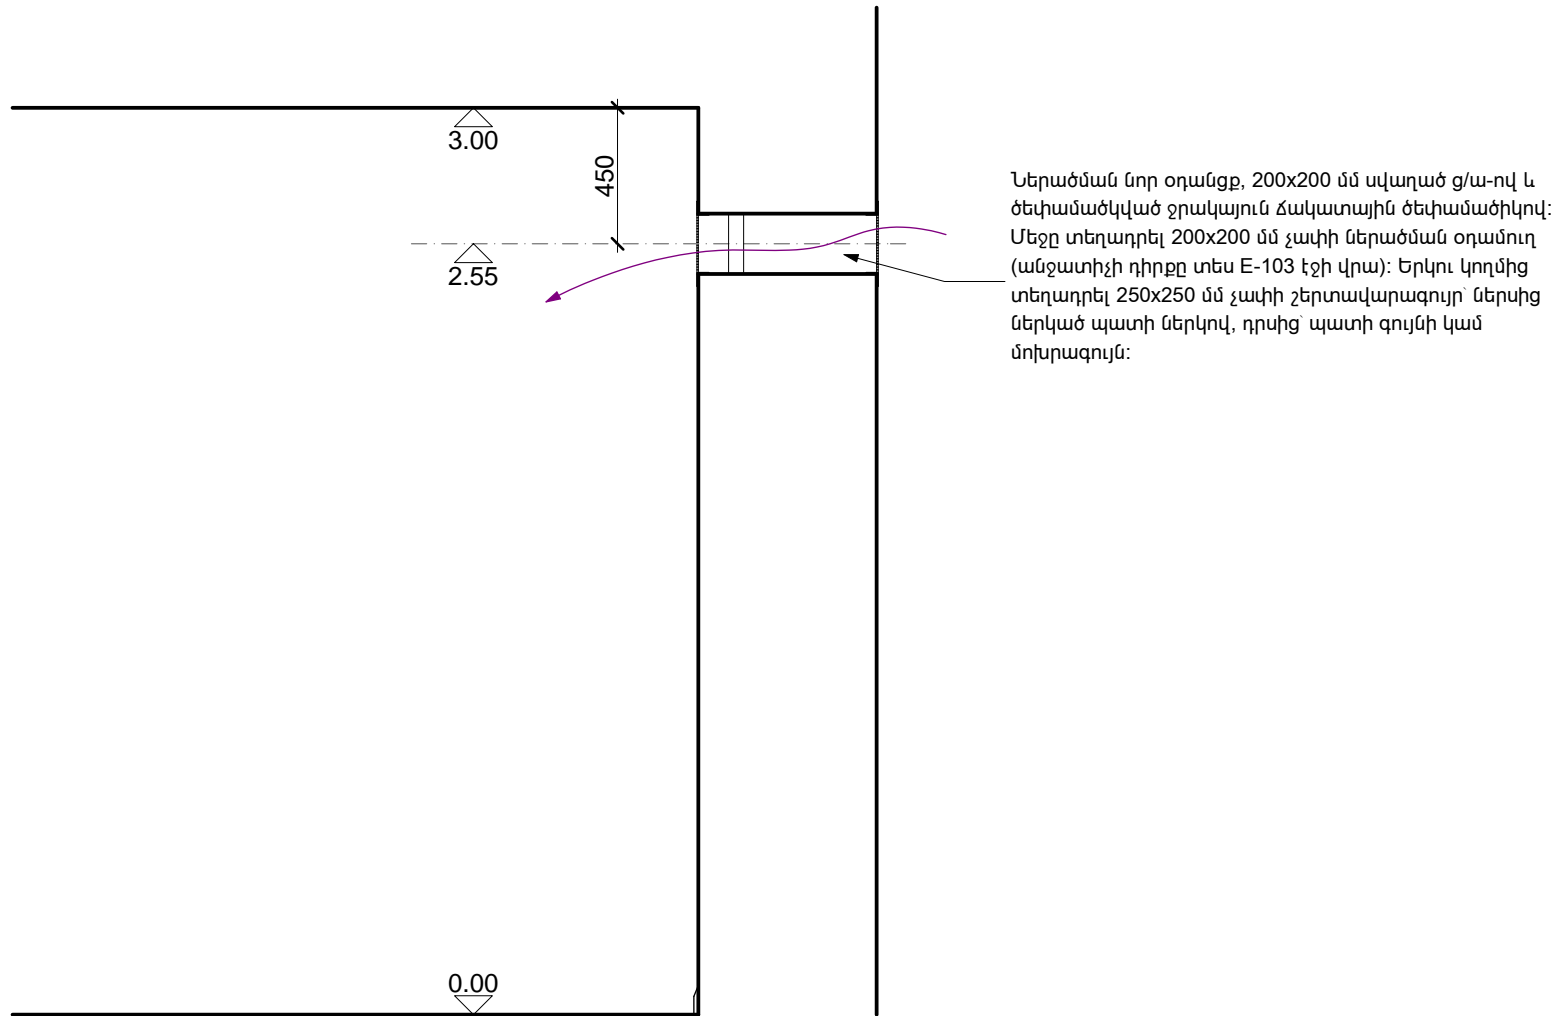 3.00
450
2.55
Ներածման նոր օդանցք, 200x200 մմ սվաղած ց/ա-ով և
ծեփամածկված ջրակայուն ճակատային ծեփամածիկով:
Մեջը տեղադրել 200x200 մմ չափի ներածման օդամուղ
(անջատիչի դիրքը տես E-103 էջի վրա): Երկու կողմից
տեղադրել 250x250 մմ չափի շերտավարագույր՝ ներսից
ներկած պատի ներկով, դրսից՝ պատի գույնի կամ
մոխրագույն:
0.00